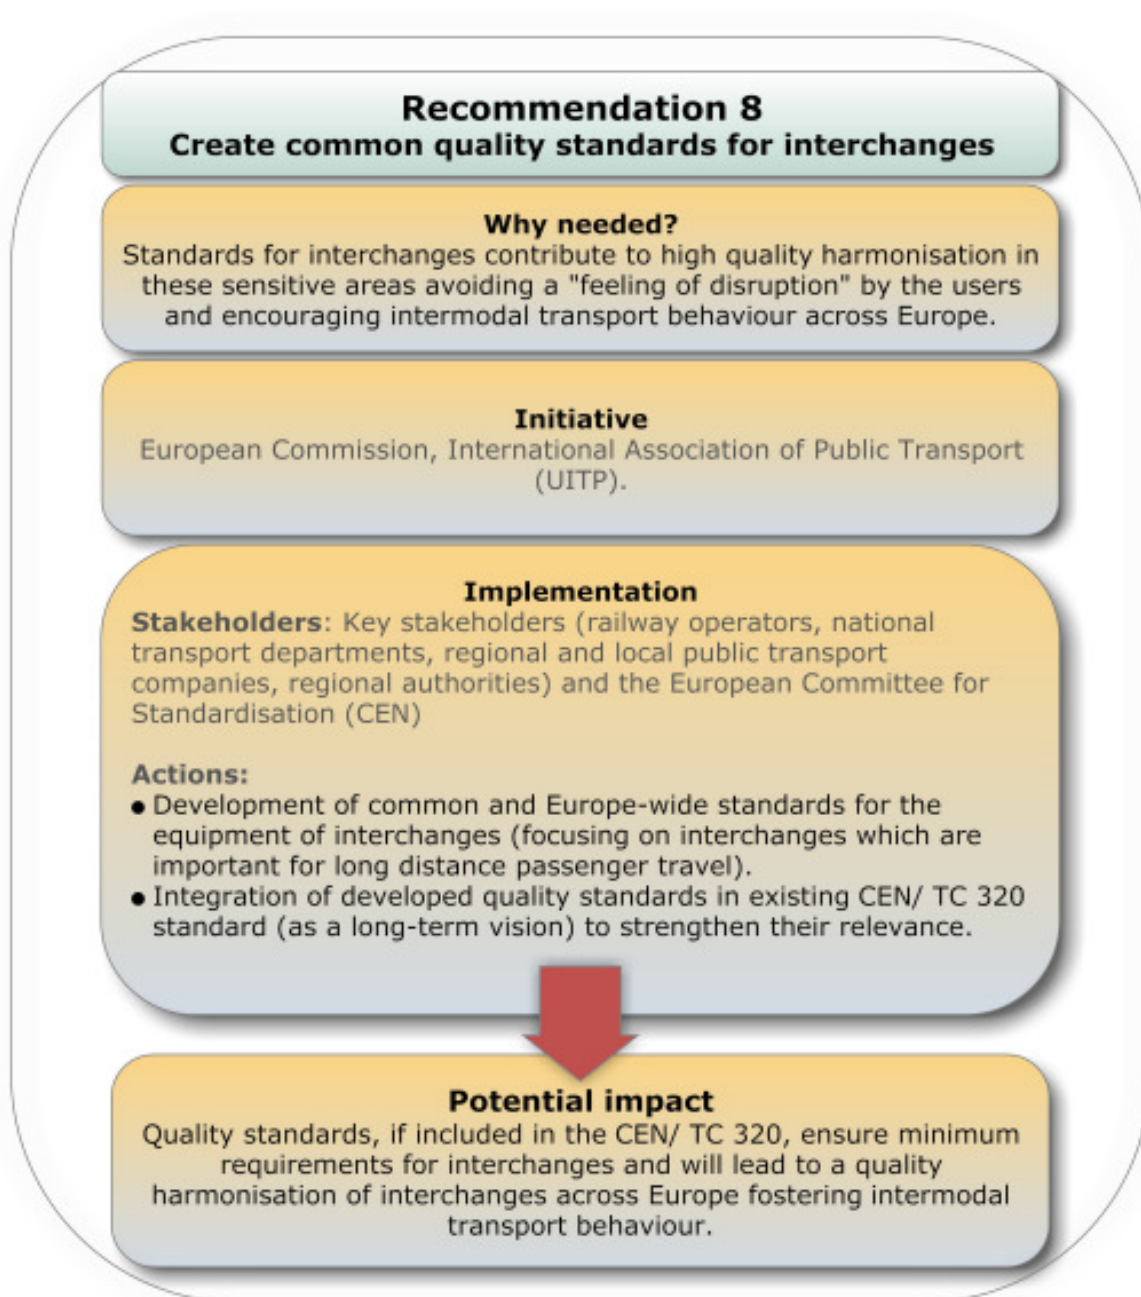 Recommendation 8
Create common quality standards for interchanges
Why needed?
Standards for interchanges contribute to high quality harmonisation in
these sensitive areas avoiding a "feeling of disruption" by the users
and encouraging intermodal transport behaviour across Europe.
Initiative
European Commission, International Association of Public Transport
(UITP).
Implementation
Stakeholders: Key stakeholders (railway operators, national
transport departments, regional and local public transport
companies, regional authorities) and the European Committee for
Standardisation (CEN)
Actions:
● Development of common and Europe-wide standards for the
equipment of interchanges (focusing on interchanges which are
important for long distance passenger travel).
● Integration of developed quality standards in existing CEN/ TC 320
standard (as a long-term vision) to strengthen their relevance.
Potential impact
Quality standards, if included in the CEN/ TC 320, ensure minimum
requirements for interchanges and will lead to a quality
harmonisation of interchanges across Europe fostering intermodal
transport behaviour.